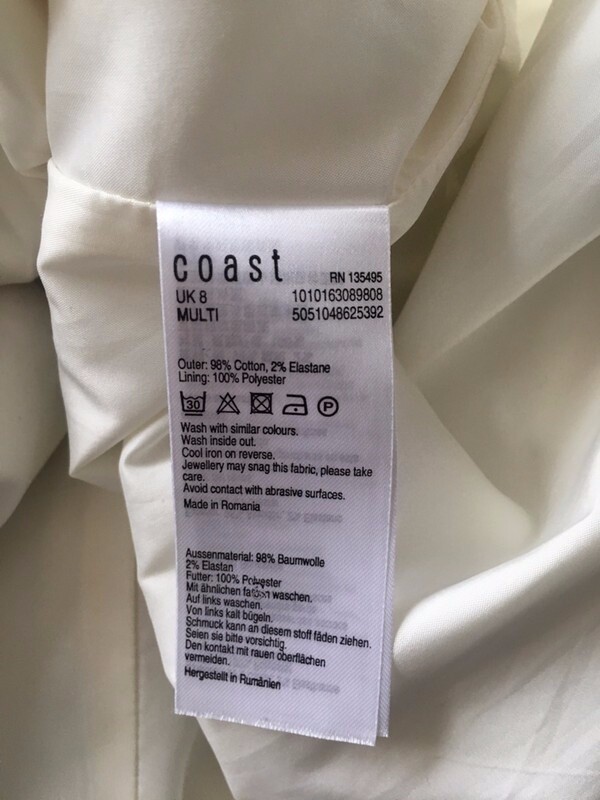 coast
RN 135495
UK 8 1010163089808
MULTI 5051048625392
Outer: 98% Cotton, 2% Elastane
Lining: 100% Polyester
30 P
Wash with similar colours.
Wash inside out.
Cool iron on reverse.
Jewellery may snag this fabric, please take
care.
Avoid contact with abrasive surfaces.
Made in Romania
Aussenmaterial: 98% Baumwolle
2% Elastan
Futter: 100% Polyester
Mit ähnlichen farben waschen.
Auf links waschen.
Von links kalt bügeln.
Schmuck kann an diesem stoff fäden ziehen.
Seien sie bitte vorsichtig.
Den kontakt mit rauen oberflächen
vermeiden.
Hergestellt in Rumänien